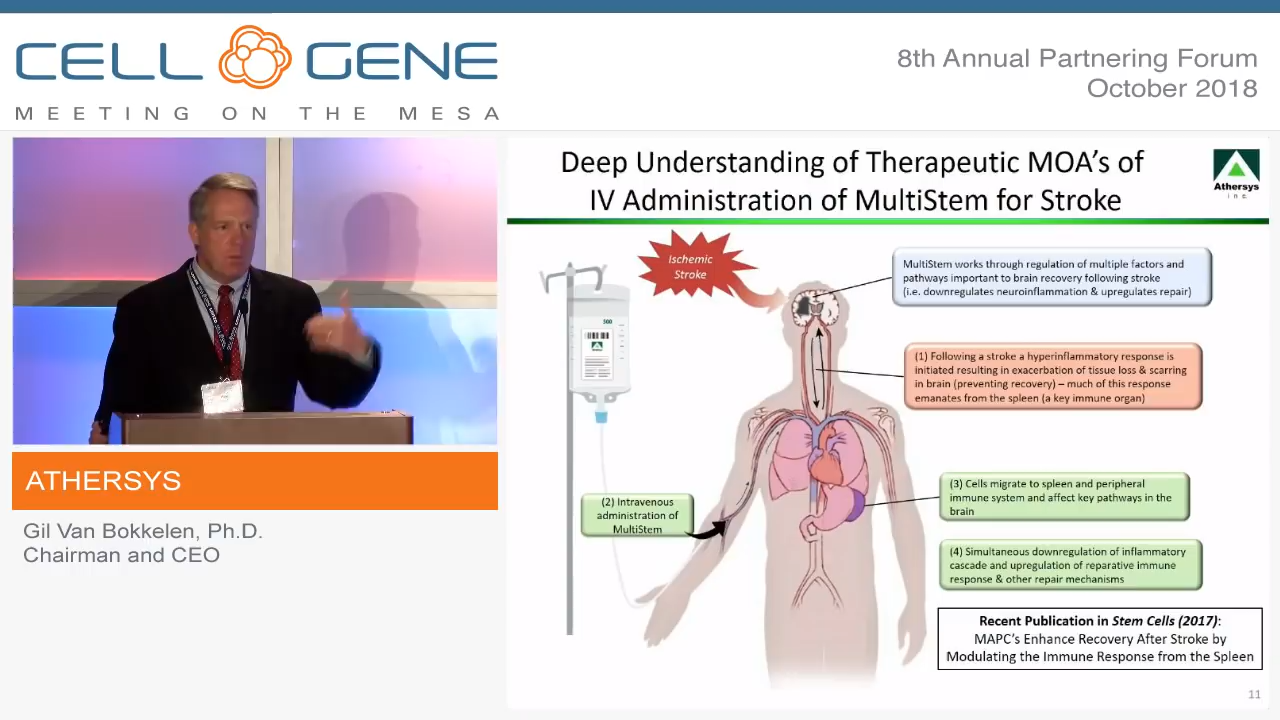 CELL GENE
MEETING ON THE MESA
8th Annual Partnering Forum
October 2018
ATHERSYS
Gil Van Bokkelen, Ph.D.
Chairman and CEO
Deep Understanding of Therapeutic MOA's of
IV Administration of MultiStem for Stroke
Athersys
INC
Ischemic
Stroke
MultiStem works through regulation of multiple factors and
pathways important to brain recovery following stroke
(i.e. downregulates neuroinflammation & upregulates repair)
500
(1) Following a stroke a hyperinflammatory response is
initiated resulting in exacerbation of tissue loss & scarring
in brain (preventing recovery) – much of this response
emanates from the spleen (a key immune organ)
(2) Intravenous
administration of
MultiStem
(3) Cells migrate to spleen and peripheral
immune system and affect key pathways in the
brain
(4) Simultaneous downregulation of inflammatory
cascade and upregulation of reparative immune
response & other repair mechanisms
Recent Publication in Stem Cells (2017):
MAPC's Enhance Recovery After Stroke by
Modulating the Immune Response from the Spleen
11